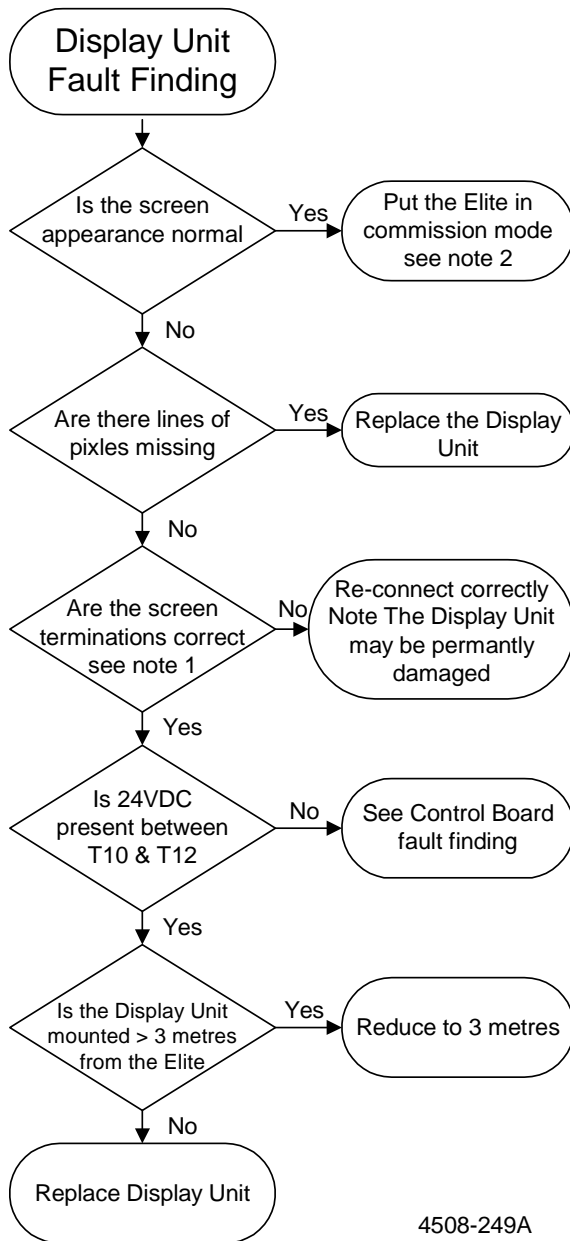 Display Unit
Fault Finding
Is the screen
appearance normal
Yes
Put the Elite in
commission mode
see note 2
No
Are there lines of
pixles missing
Yes
Replace the Display
Unit
No
Are the screen
terminations correct
see note 1
No
Re-connect correctly
Note The Display Unit
may be permantly
damaged
Yes
Is 24VDC
present between
T10 & T12
No
See Control Board
fault finding
Yes
Is the Display Unit
mounted > 3 metres
from the Elite
Yes
Reduce to 3 metres
No
Replace Display Unit
4508-249A